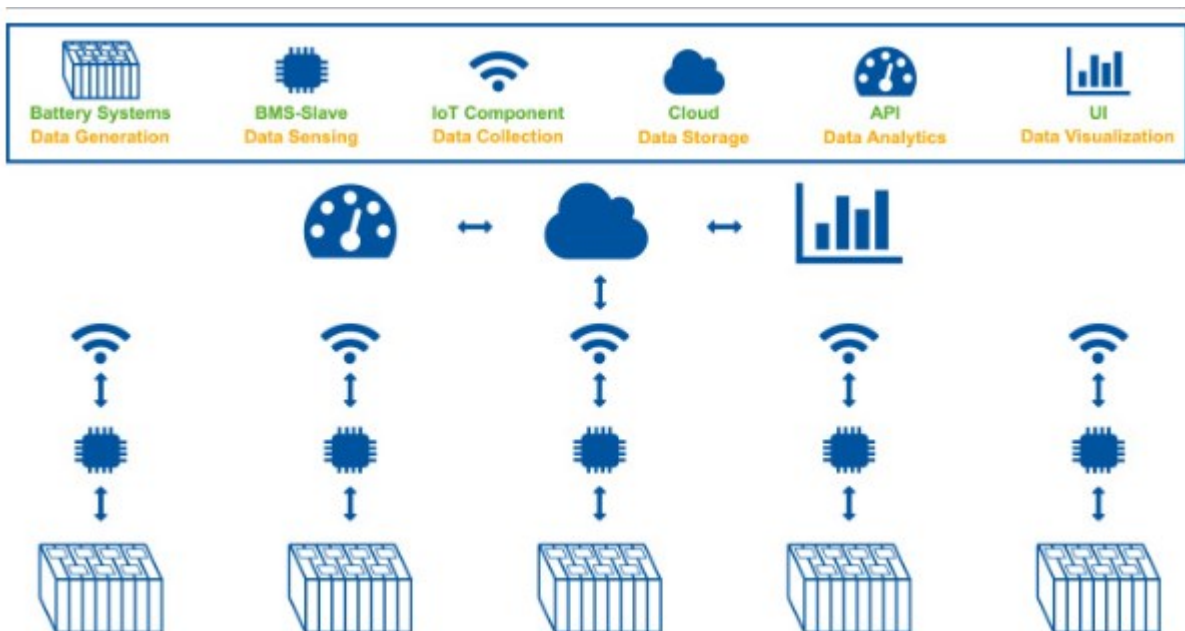 Battery Systems BMS-Slave IoT Component Cloud API UI
Data Generation Data Sensing Data Collection Data Storage Data Analytics Data Visualization